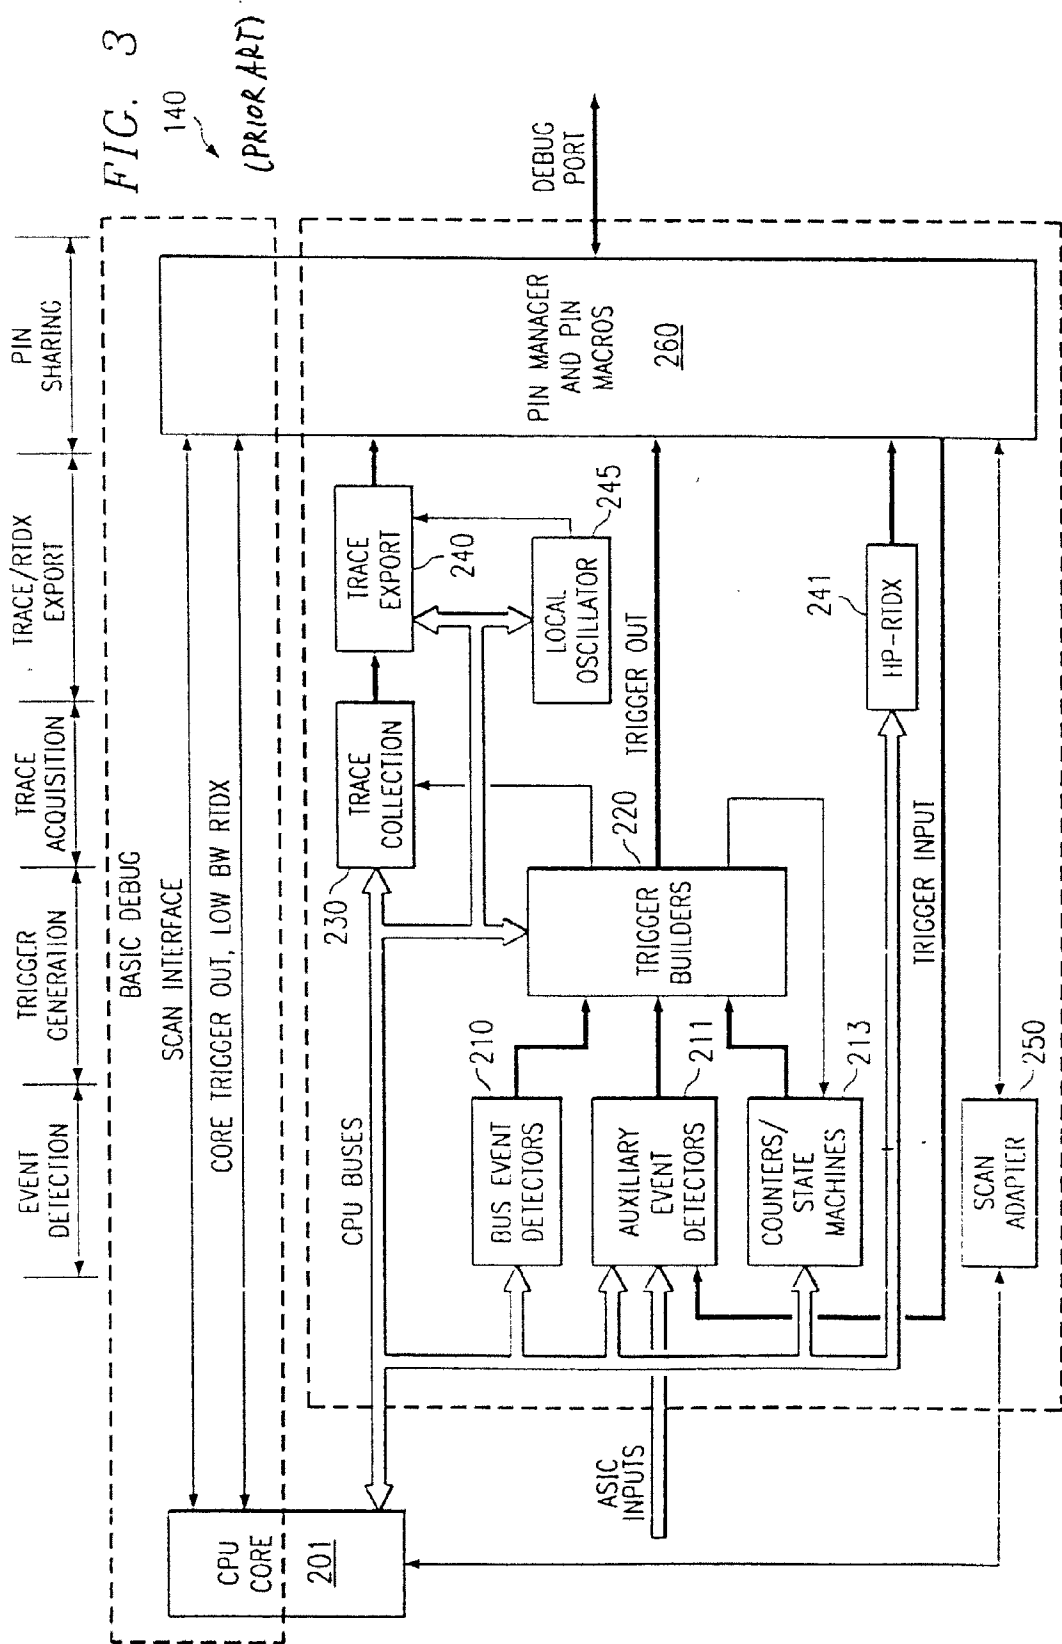 FIG. 3
140
(PRIOR ART)
EVENT
DETECTION
TRIGGER
GENERATION
TRACE
ACQUISITION
TRACE/RTDX
EXPORT
PIN
SHARING
BASIC DEBUG
SCAN INTERFACE
CORE TRIGGER OUT, LOW BW RTDX
CPU
CORE
201
CPU BUSES
230
TRACE
COLLECTION
TRACE
EXPORT
240
LOCAL
OSCILLATOR
245
PIN MANAGER
AND PIN
MACROS
260
DEBUG
PORT
BUS EVENT
DETECTORS
210
AUXILIARY
EVENT
DETECTORS
211
COUNTERS/
STATE
MACHINES
213
TRIGGER
BUILDERS
220
TRIGGER OUT
ASIC
INPUTS
HP-RTDX
241
TRIGGER INPUT
SCAN
ADAPTER
250